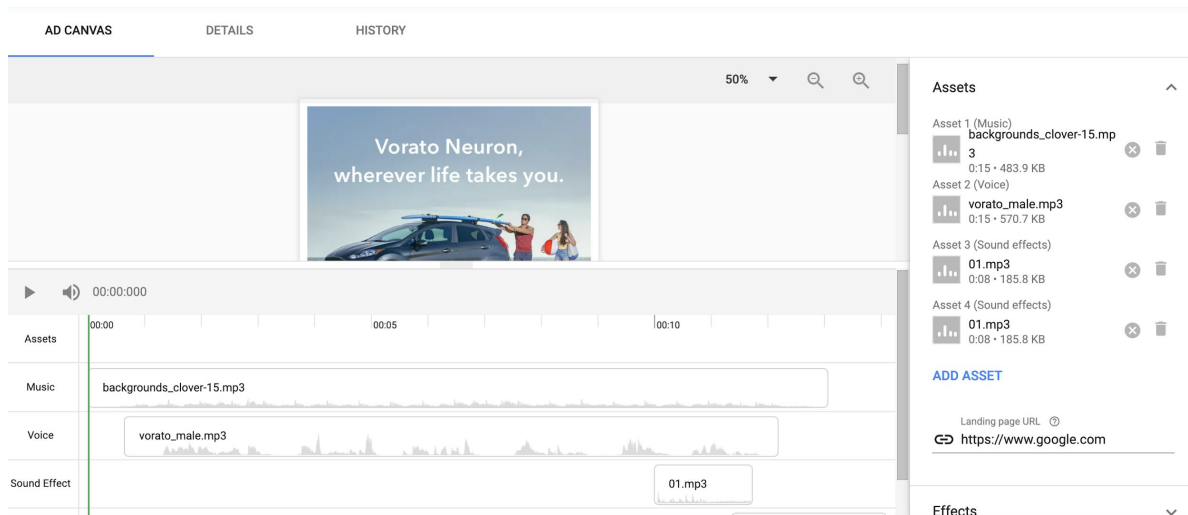 AD CANVAS
DETAILS
HISTORY
50%
Vorato Neuron,
wherever life takes you.
00:00:000
Assets
00:00
00:05
00:10
Music
backgrounds_clover-15.mp3
Voice
vorato_male.mp3
Sound Effect
01.mp3
Assets
Asset 1 (Music)
backgrounds_clover-15.mp
3
0:15 • 483.9 KB
Asset 2 (Voice)
vorato_male.mp3
0:15 • 570.7 KB
Asset 3 (Sound effects)
01.mp3
0:08 • 185.8 KB
Asset 4 (Sound effects)
01.mp3
0:08 • 185.8 KB
ADD ASSET
Landing page URL
https://www.google.com
Effects